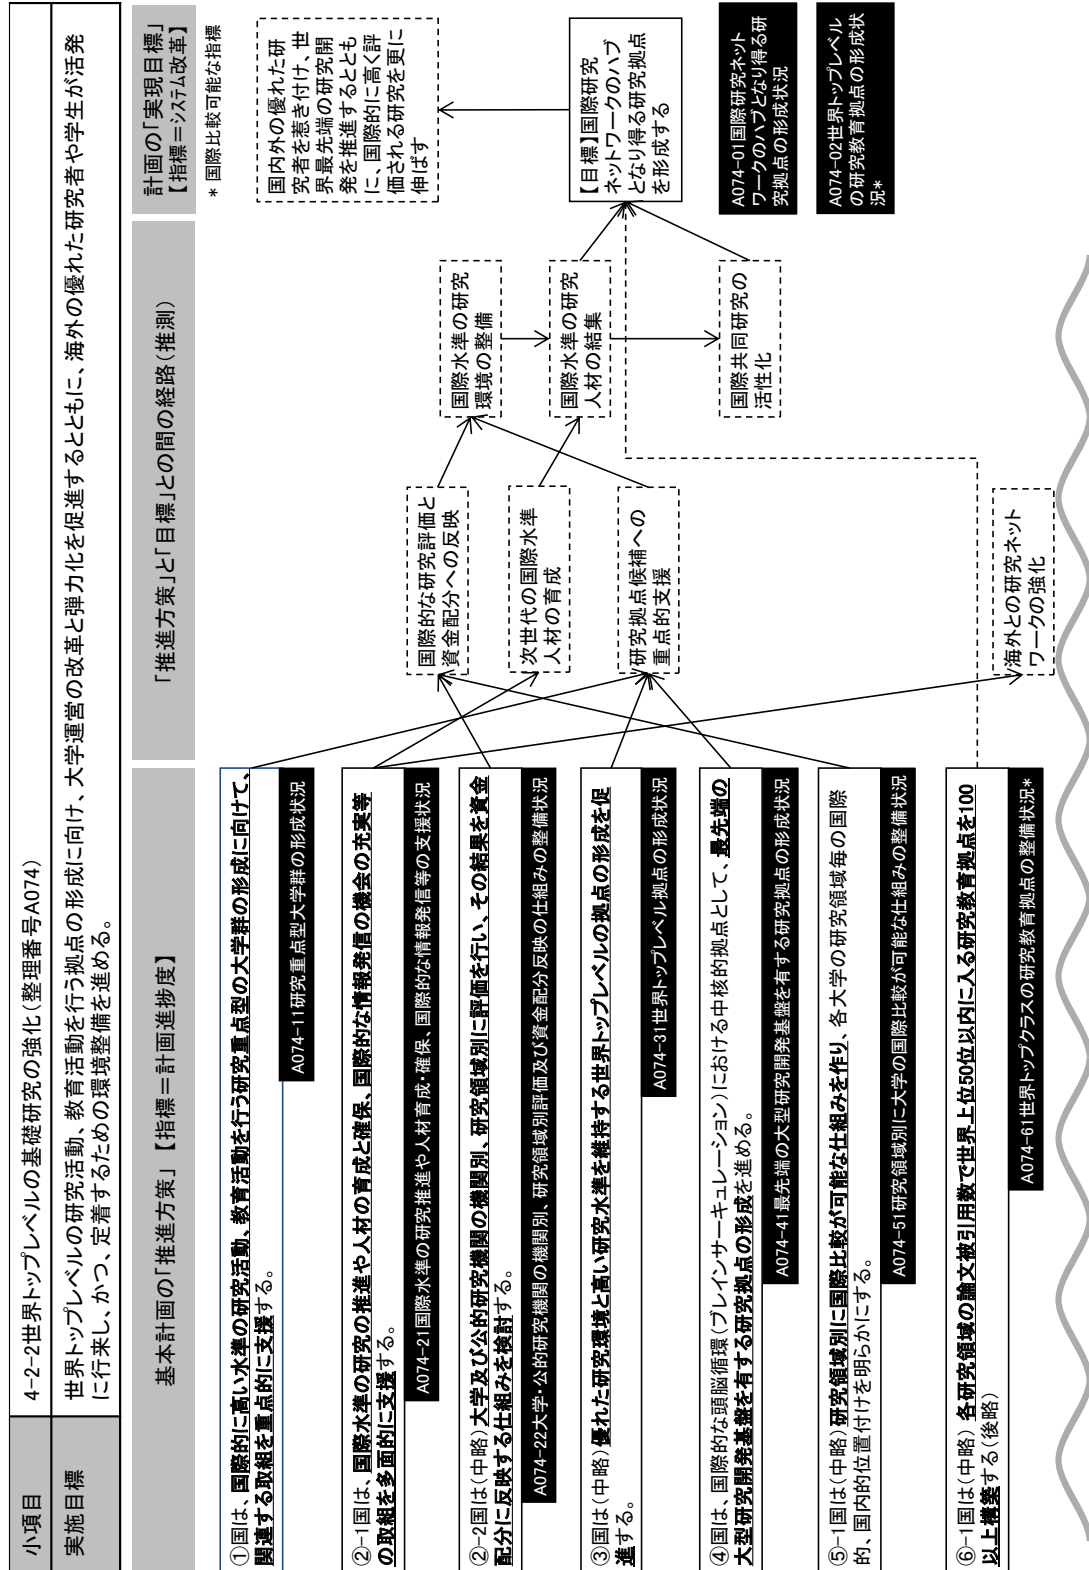 小項目
4-2-2世界トップレベルの基礎研究の強化(整理番号A074)
実施目標
世界トップレベルの研究活動、教育活動を行う拠点の形成に向け、大学運営の改革と弾力化を促進するとともに、海外の優れた研究者や学生が活発
に行来し、かつ、定着するための環境整備を進める。
基本計画の「推進方策」【指標＝計画進捗度】
「推進方策」と「目標」との間の経路(推測)
計画の「実現目標」
【指標＝システム改革】
* 国際比較可能な指標
①国は、国際的に高い水準の研究活動、教育活動を行う研究重点型の大学群の形成に向けて、
関連する取組を重点的に支援する。
A074-11研究重点型大学群の形成状況
②-1国は、国際水準の研究の推進や人材の育成と確保、国際的な情報発信の機会の充実等
の取組を多面的に支援する。
A074-21国際水準の研究推進や人材育成・確保、国際的な情報発信等の支援状況
②-2国は(中略)大学及び公的研究機関の機関別、研究領域別に評価を行い、その結果を資金
配分に反映する仕組みを検討する。
A074-22大学・公的研究機関の機関別、研究領域別評価及び資金配分反映の仕組みの整備状況
③国は(中略)優れた研究環境と高い研究水準を維持する世界トップレベルの拠点の形成を促
進する。
A074-31世界トップレベル拠点の形成状況
④国は、国際的な頭脳循環(ブレインサーキュレーション)における中核的拠点として、最先端の
大型研究開発基盤を有する研究拠点の形成を進める。
A074-41最先端の大型研究開発基盤を有する研究拠点の形成状況
⑤-1国は(中略)研究領域別に国際比較が可能な仕組みを作り、各大学の研究領域毎の国際
的、国内的位置付けを明らかにする。
A074-51研究領域別に大学の国際比較が可能な仕組みの整備状況
⑥-1国は(中略) 各研究領域の論文被引用数で世界上位50位以内に入る研究教育拠点を100
以上構築する(後略)
A074-61世界トップクラスの研究教育拠点の整備状況*
国際的な研究評価と
資金配分への反映
次世代の国際水準
人材の育成
研究拠点候補への
重点的支援
海外との研究ネット
ワークの強化
国際水準の研究
環境の整備
国際水準の研究
人材の結集
国際共同研究の
活性化
国内外の優れた研
究者を惹き付け、世
界最先端の研究開
発を推進するととも
に、国際的に高く評
価される研究を更に
伸ばす
【目標】国際研究
ネットワークのハブ
となり得る研究拠点
を形成する
A074-01国際研究ネット
ワークのハブとなり得る研
究拠点の形成状況
A074-02世界トップレベル
の研究教育拠点の形成状
況*